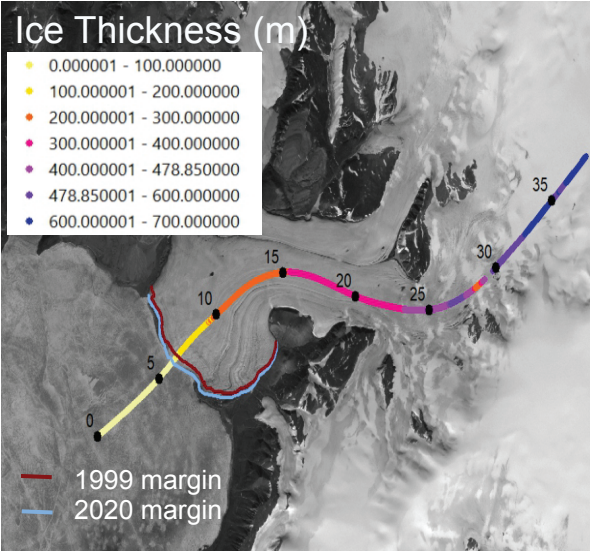 Ice Thickness (m)
0.000001 - 100.000000
100.000001 - 200.000000
200.000001 - 300.000000
300.000001 - 400.000000
400.000001 - 478.850000
478.850001 - 600.000000
600.000001 - 700.000000
35
30
15
20
25
10
5
0
1999 margin
2020 margin